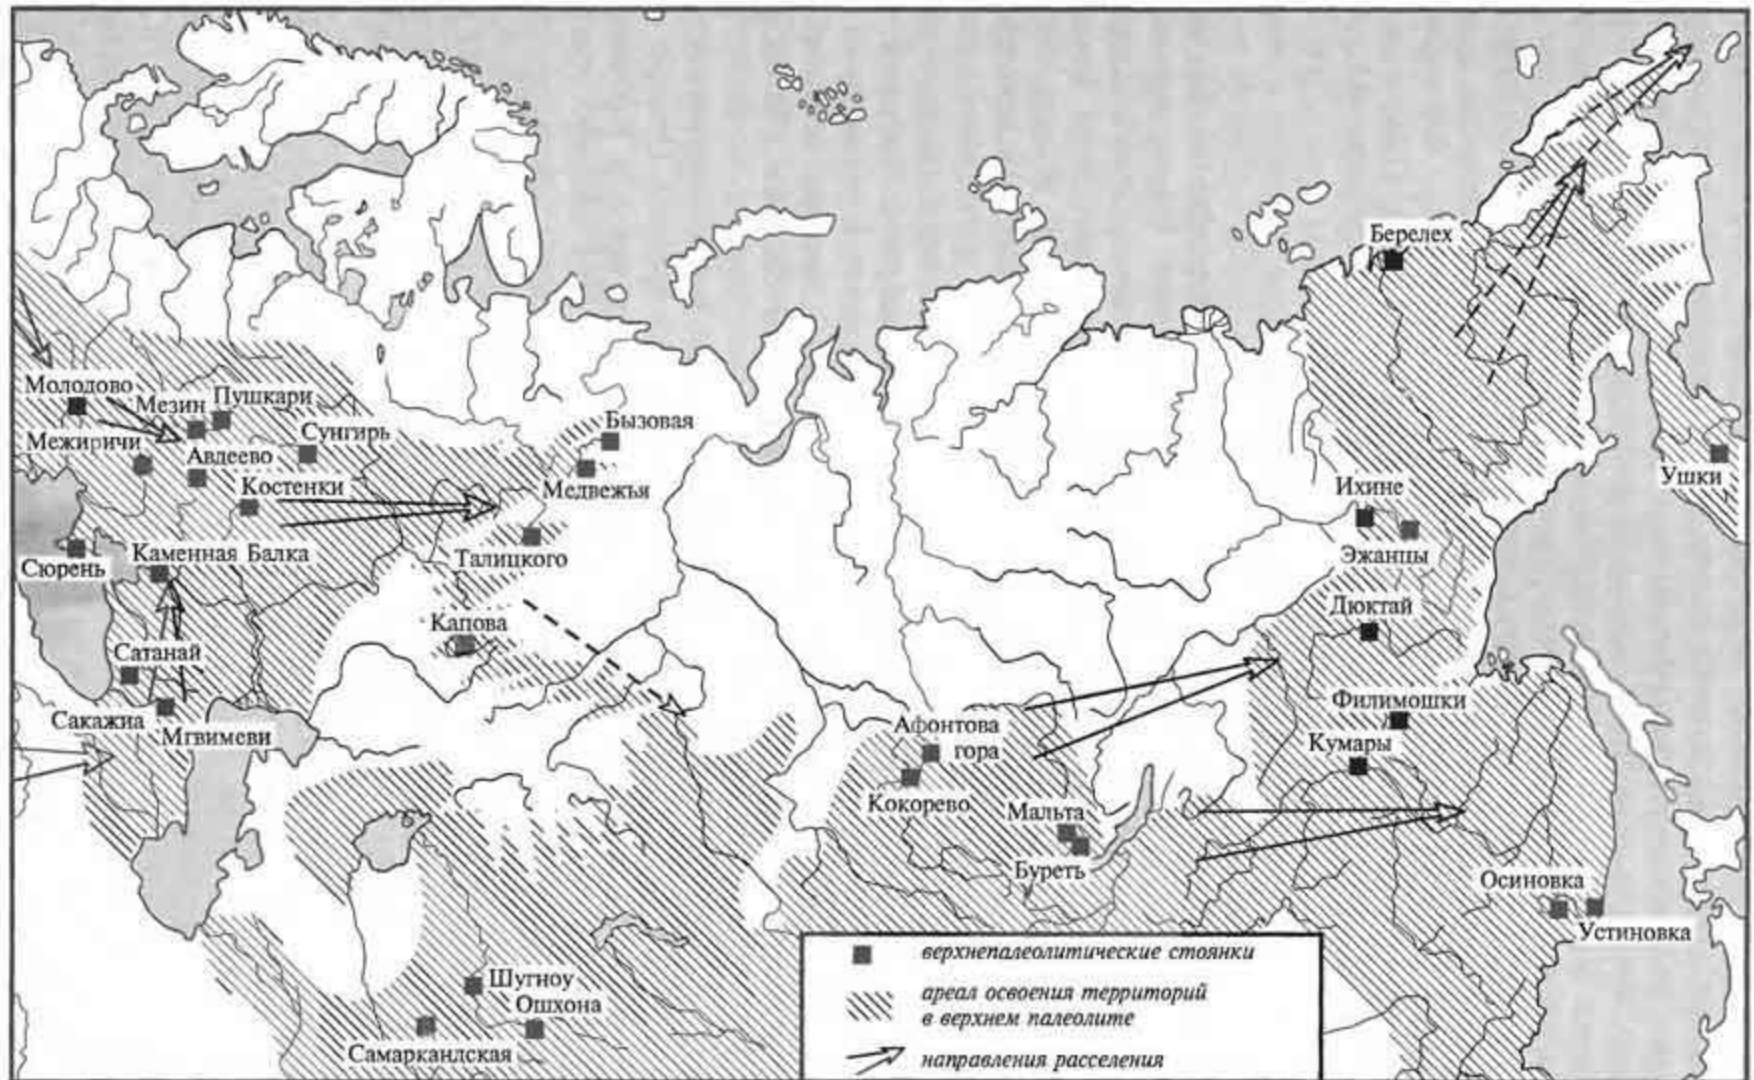 Берелех
Молодово
Мезин
Пушкари
Межиричи
Авдеево
Сунгирь
Костенки
Бызовая
Медвежья
Талицкого
Ушки
Ихине
Эжанцы
Сюрень
Каменная Балка
Дюктай
Капова
Сатанай
Сакажиа
Мгвимеви
Филимошки
Кумары
Афонтова
гора
Кокорево
Мальта
Буреть
Осиновка
Устиновка
Шугноу
Ошхона
Самаркандская
верхнепалеолитические стоянки
ареал освоения территорий
в верхнем палеолите
направления расселения